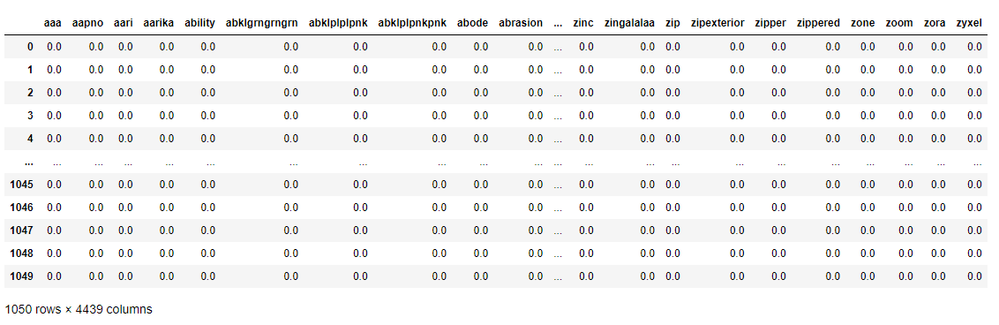 aaa aapno aari aarika ability abklgrngrngrn abklplplpnk abklplpnkpnk abode abrasion ... zinc zingalalaa zip zipexterior zipper zippered zone zoom zora zyxel
0 0.0 0.0 0.0 0.0 0.0 0.0 0.0 0.0 0.0 0.0 ... 0.0 0.0 0.0 0.0 0.0 0.0 0.0 0.0 0.0 0.0
1 0.0 0.0 0.0 0.0 0.0 0.0 0.0 0.0 0.0 0.0 ... 0.0 0.0 0.0 0.0 0.0 0.0 0.0 0.0 0.0 0.0
2 0.0 0.0 0.0 0.0 0.0 0.0 0.0 0.0 0.0 0.0 ... 0.0 0.0 0.0 0.0 0.0 0.0 0.0 0.0 0.0 0.0
3 0.0 0.0 0.0 0.0 0.0 0.0 0.0 0.0 0.0 0.0 ... 0.0 0.0 0.0 0.0 0.0 0.0 0.0 0.0 0.0 0.0
4 0.0 0.0 0.0 0.0 0.0 0.0 0.0 0.0 0.0 0.0 ... 0.0 0.0 0.0 0.0 0.0 0.0 0.0 0.0 0.0 0.0
... ... ... ... ... ... ... ... ... ... ... ... ... ... ... ... ... ... ... ... ... ...
1045 0.0 0.0 0.0 0.0 0.0 0.0 0.0 0.0 0.0 0.0 ... 0.0 0.0 0.0 0.0 0.0 0.0 0.0 0.0 0.0 0.0
1046 0.0 0.0 0.0 0.0 0.0 0.0 0.0 0.0 0.0 0.0 ... 0.0 0.0 0.0 0.0 0.0 0.0 0.0 0.0 0.0 0.0
1047 0.0 0.0 0.0 0.0 0.0 0.0 0.0 0.0 0.0 0.0 ... 0.0 0.0 0.0 0.0 0.0 0.0 0.0 0.0 0.0 0.0
1048 0.0 0.0 0.0 0.0 0.0 0.0 0.0 0.0 0.0 0.0 ... 0.0 0.0 0.0 0.0 0.0 0.0 0.0 0.0 0.0 0.0
1049 0.0 0.0 0.0 0.0 0.0 0.0 0.0 0.0 0.0 0.0 ... 0.0 0.0 0.0 0.0 0.0 0.0 0.0 0.0 0.0 0.0
1050 rows × 4439 columns